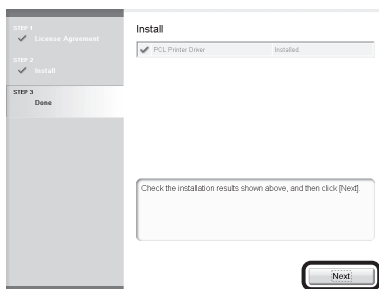 STEP 1
License Agreement
STEP 2
Install
STEP 3
Done
Install
PCL Printer Driver Installed
Check the installation results shown above, and then click [Next].
Next